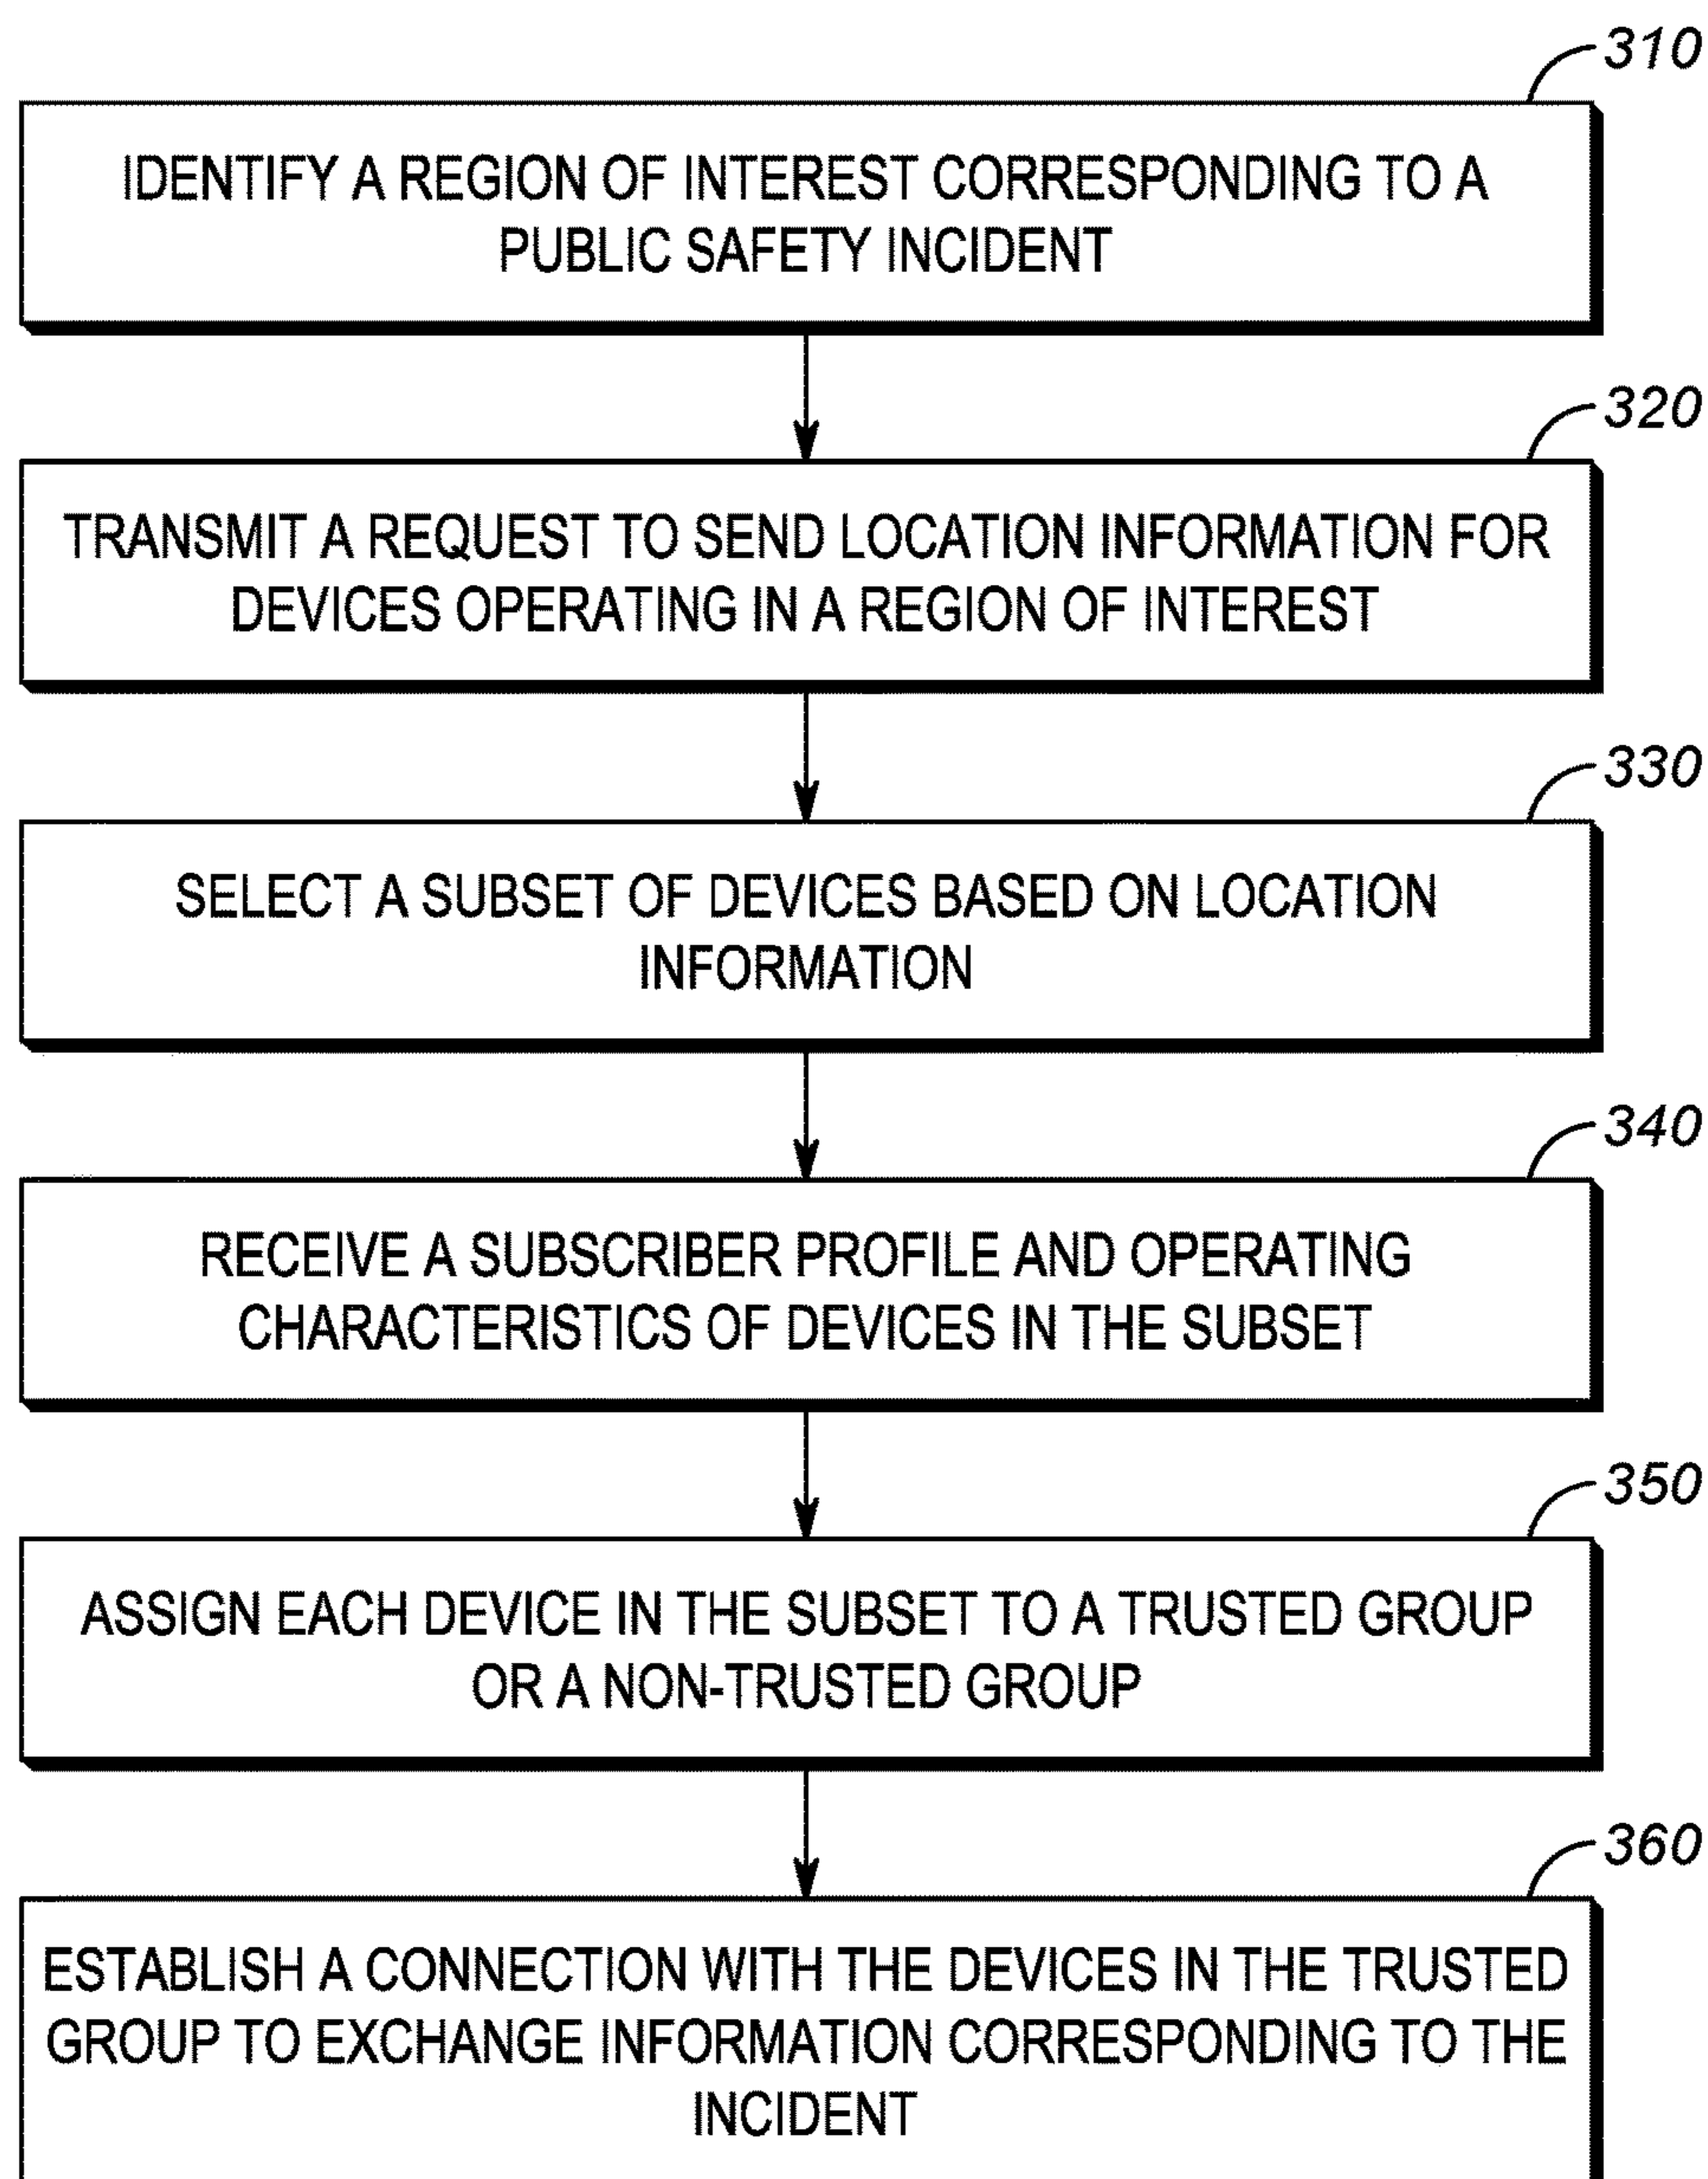 310
IDENTIFY A REGION OF INTEREST CORRESPONDING TO A
PUBLIC SAFETY INCIDENT
320
TRANSMIT A REQUEST TO SEND LOCATION INFORMATION FOR
DEVICES OPERATING IN A REGION OF INTEREST
330
SELECT A SUBSET OF DEVICES BASED ON LOCATION
INFORMATION
340
RECEIVE A SUBSCRIBER PROFILE AND OPERATING
CHARACTERISTICS OF DEVICES IN THE SUBSET
350
ASSIGN EACH DEVICE IN THE SUBSET TO A TRUSTED GROUP
OR A NON-TRUSTED GROUP
360
ESTABLISH A CONNECTION WITH THE DEVICES IN THE TRUSTED
GROUP TO EXCHANGE INFORMATION CORRESPONDING TO THE
INCIDENT